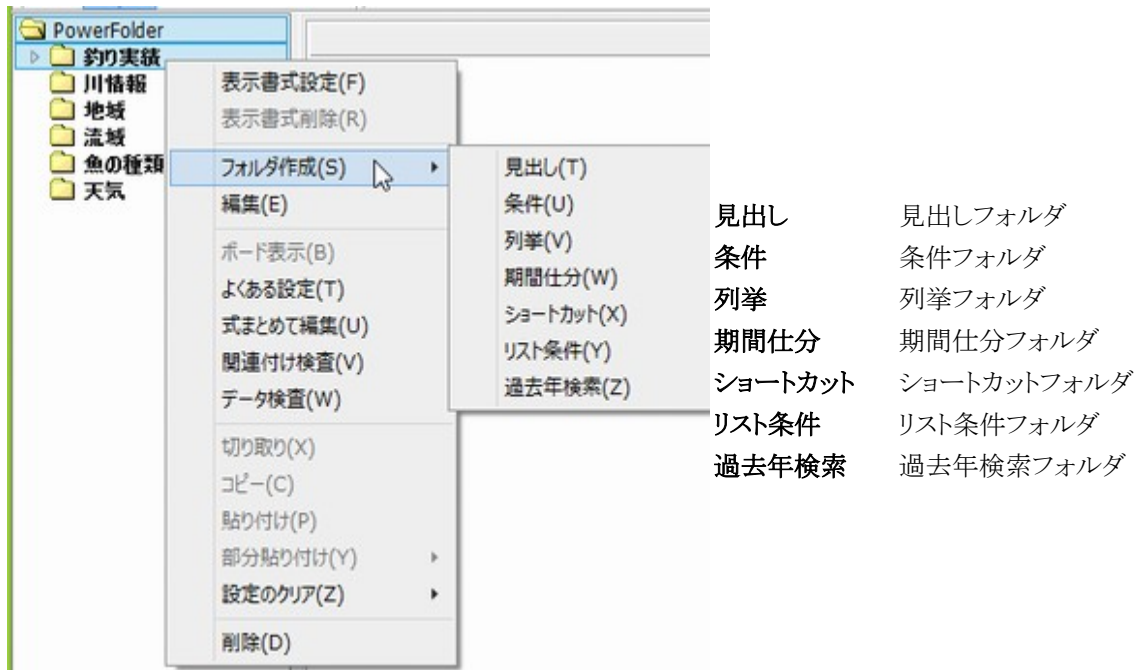 PowerFolder
釣り実績
川情報
地域
流域
魚の種類
天気
表示書式設定(F)
表示書式削除(R)
フォルダ作成(S)
編集(E)
ボード表示(B)
よくある設定(T)
式まとめて編集(U)
関連付け検査(V)
データ検査(W)
切り取り(X)
コピー(C)
貼り付け(P)
部分貼り付け(Y)
設定のクリア(Z)
削除(D)
見出し(T)
条件(U)
列挙(V)
期間仕分(W)
ショートカット(X)
リスト条件(Y)
過去年検索(Z)
見出し 見出しフォルダ
条件 条件フォルダ
列挙 列挙フォルダ
期間仕分 期間仕分フォルダ
ショートカット ショートカットフォルダ
リスト条件 リスト条件フォルダ
過去年検索 過去年検索フォルダ